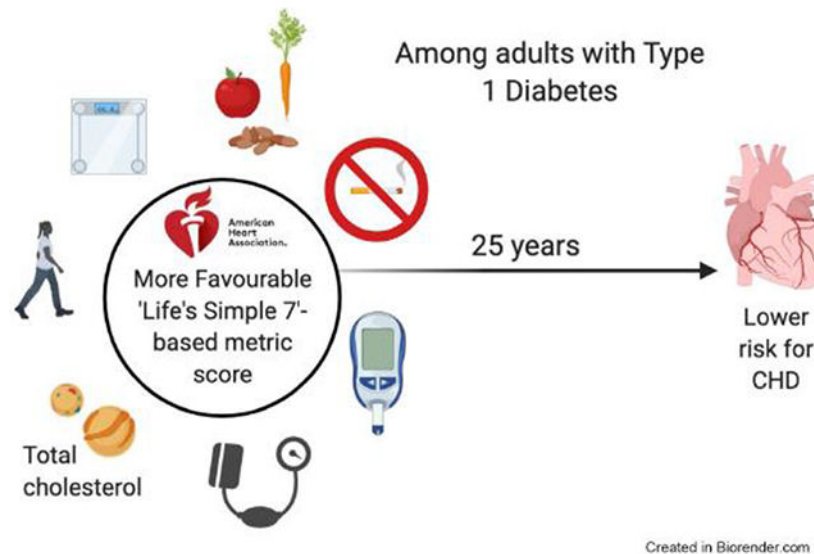 Among adults with Type
1 Diabetes
American
Heart
Association.
More Favourable
'Life's Simple 7'-
based metric
score
25 years
Lower
risk for
CHD
Total
cholesterol
Created in Biorender.com